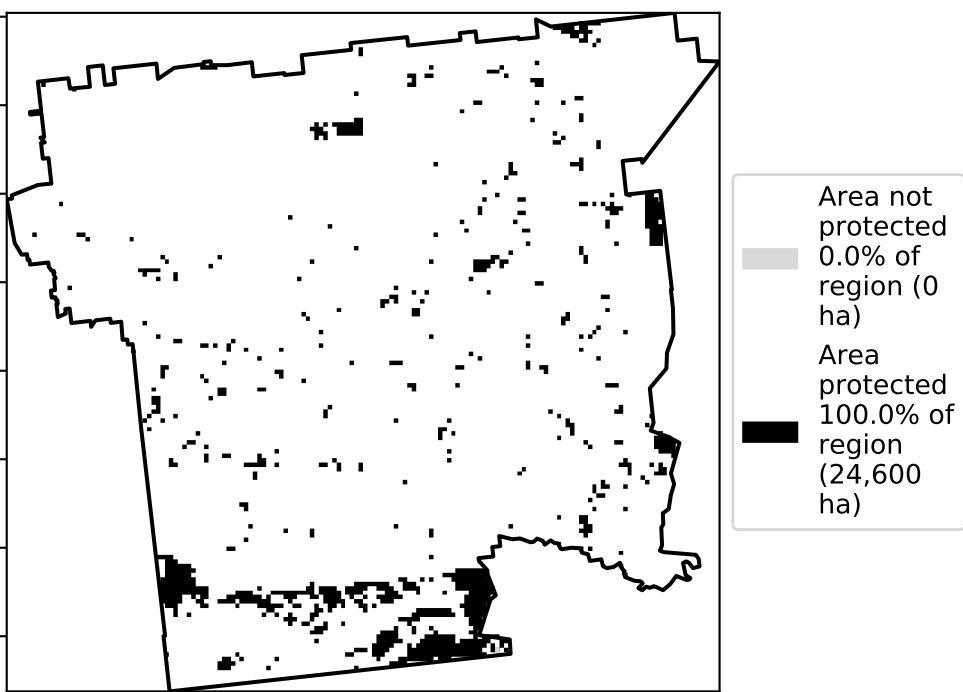 Area not
protected
0.0% of
region (0
ha)
Area
protected
100.0% of
region
(24,600
ha)